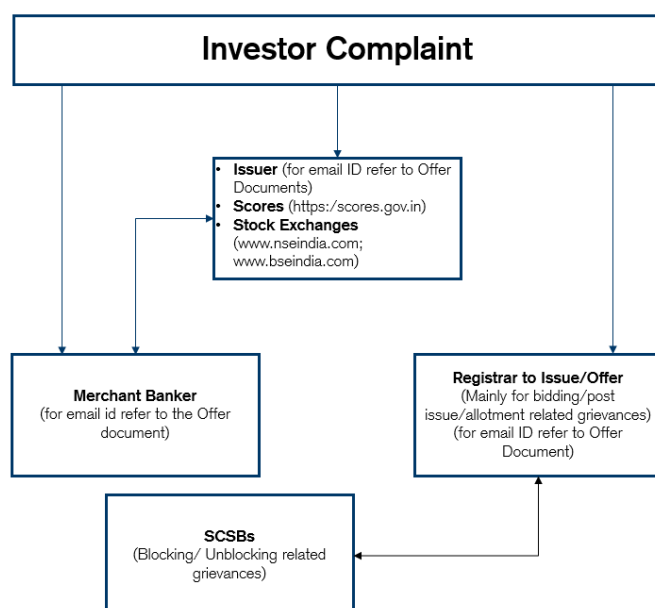 Investor Complaint
• Issuer (for email ID refer to Offer
Documents)
• Scores (https:/scores.gov.in)
• Stock Exchanges
(www.nseindia.com;
www.bseindia.com)
Merchant Banker
(for email id refer to the Offer
document)
Registrar to Issue/Offer
(Mainly for bidding/post
issue/allotment related grievances)
(for email ID refer to Offer
Document)
SCSBs
(Blocking/ Unblocking related
grievances)